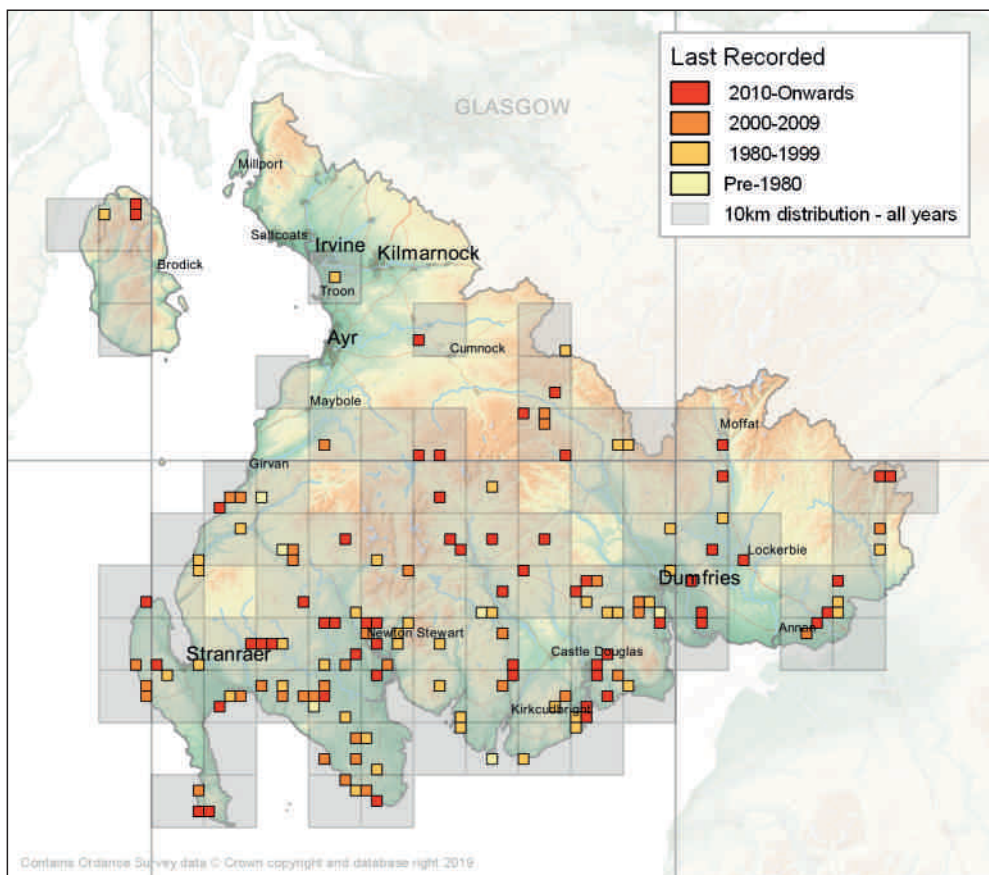 Last Recorded
2010-Onwards
2000-2009
1980-1999
Pre-1980
10km distribution - all years
GLASGOW
Millport
Saltcoats
Irvine
Kilmarnock
Brodick
Troon
Ayr
Cumnock
Maybole
Moffat
Girvan
Lockerbie
Dumfries
Annan
Newton Stewart
Stranraer
Castle Douglas
Kirkcudbright
Contains Ordance Survey data © Crown copyright and database right 2019